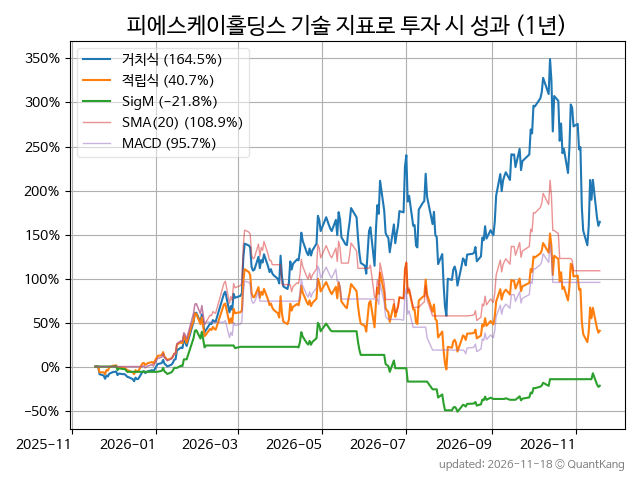 피에스케이홀딩스 기술 지표로 투자 시 성과 (1년)
거치식 (164.5%)
적립식 (40.7%)
SigM (−21.8%)
SMA(20) (108.9%)
MACD (95.7%)
350%
300%
250%
200%
150%
100%
50%
0%
−50%
2025-11 2026-01 2026-03 2026-05 2026-07 2026-09 2026-11
updated: 2026-11-18 © QuantKang